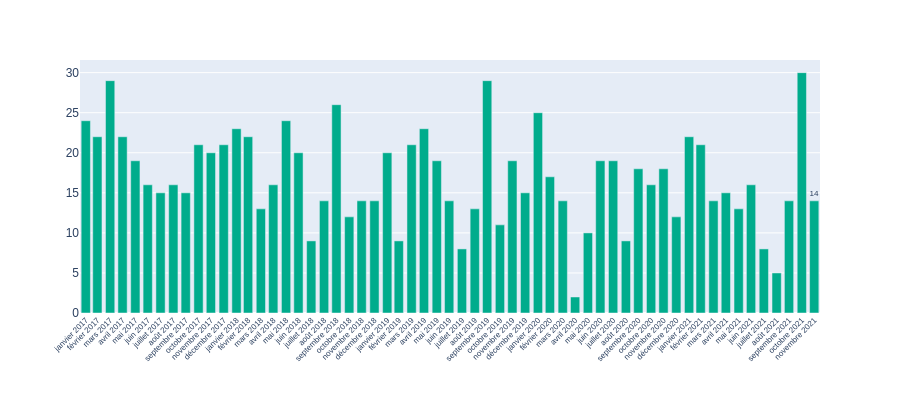 30
25
20
15
10
5
0
14
janvier 2017
février 2017
mars 2017
avril 2017
mai 2017
juin 2017
juillet 2017
août 2017
septembre 2017
octobre 2017
novembre 2017
décembre 2017
janvier 2018
février 2018
mars 2018
avril 2018
mai 2018
juin 2018
juillet 2018
août 2018
septembre 2018
octobre 2018
novembre 2018
décembre 2018
janvier 2019
février 2019
mars 2019
avril 2019
mai 2019
juin 2019
juillet 2019
août 2019
septembre 2019
octobre 2019
novembre 2019
décembre 2019
janvier 2020
février 2020
mars 2020
avril 2020
mai 2020
juin 2020
juillet 2020
août 2020
septembre 2020
octobre 2020
novembre 2020
décembre 2020
janvier 2021
février 2021
mars 2021
avril 2021
mai 2021
juin 2021
juillet 2021
août 2021
septembre 2021
octobre 2021
novembre 2021